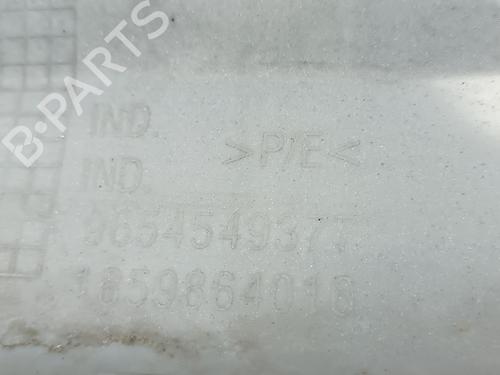 B-PARTS
IND.
>P/E<
IND.
9654549377
1859864018